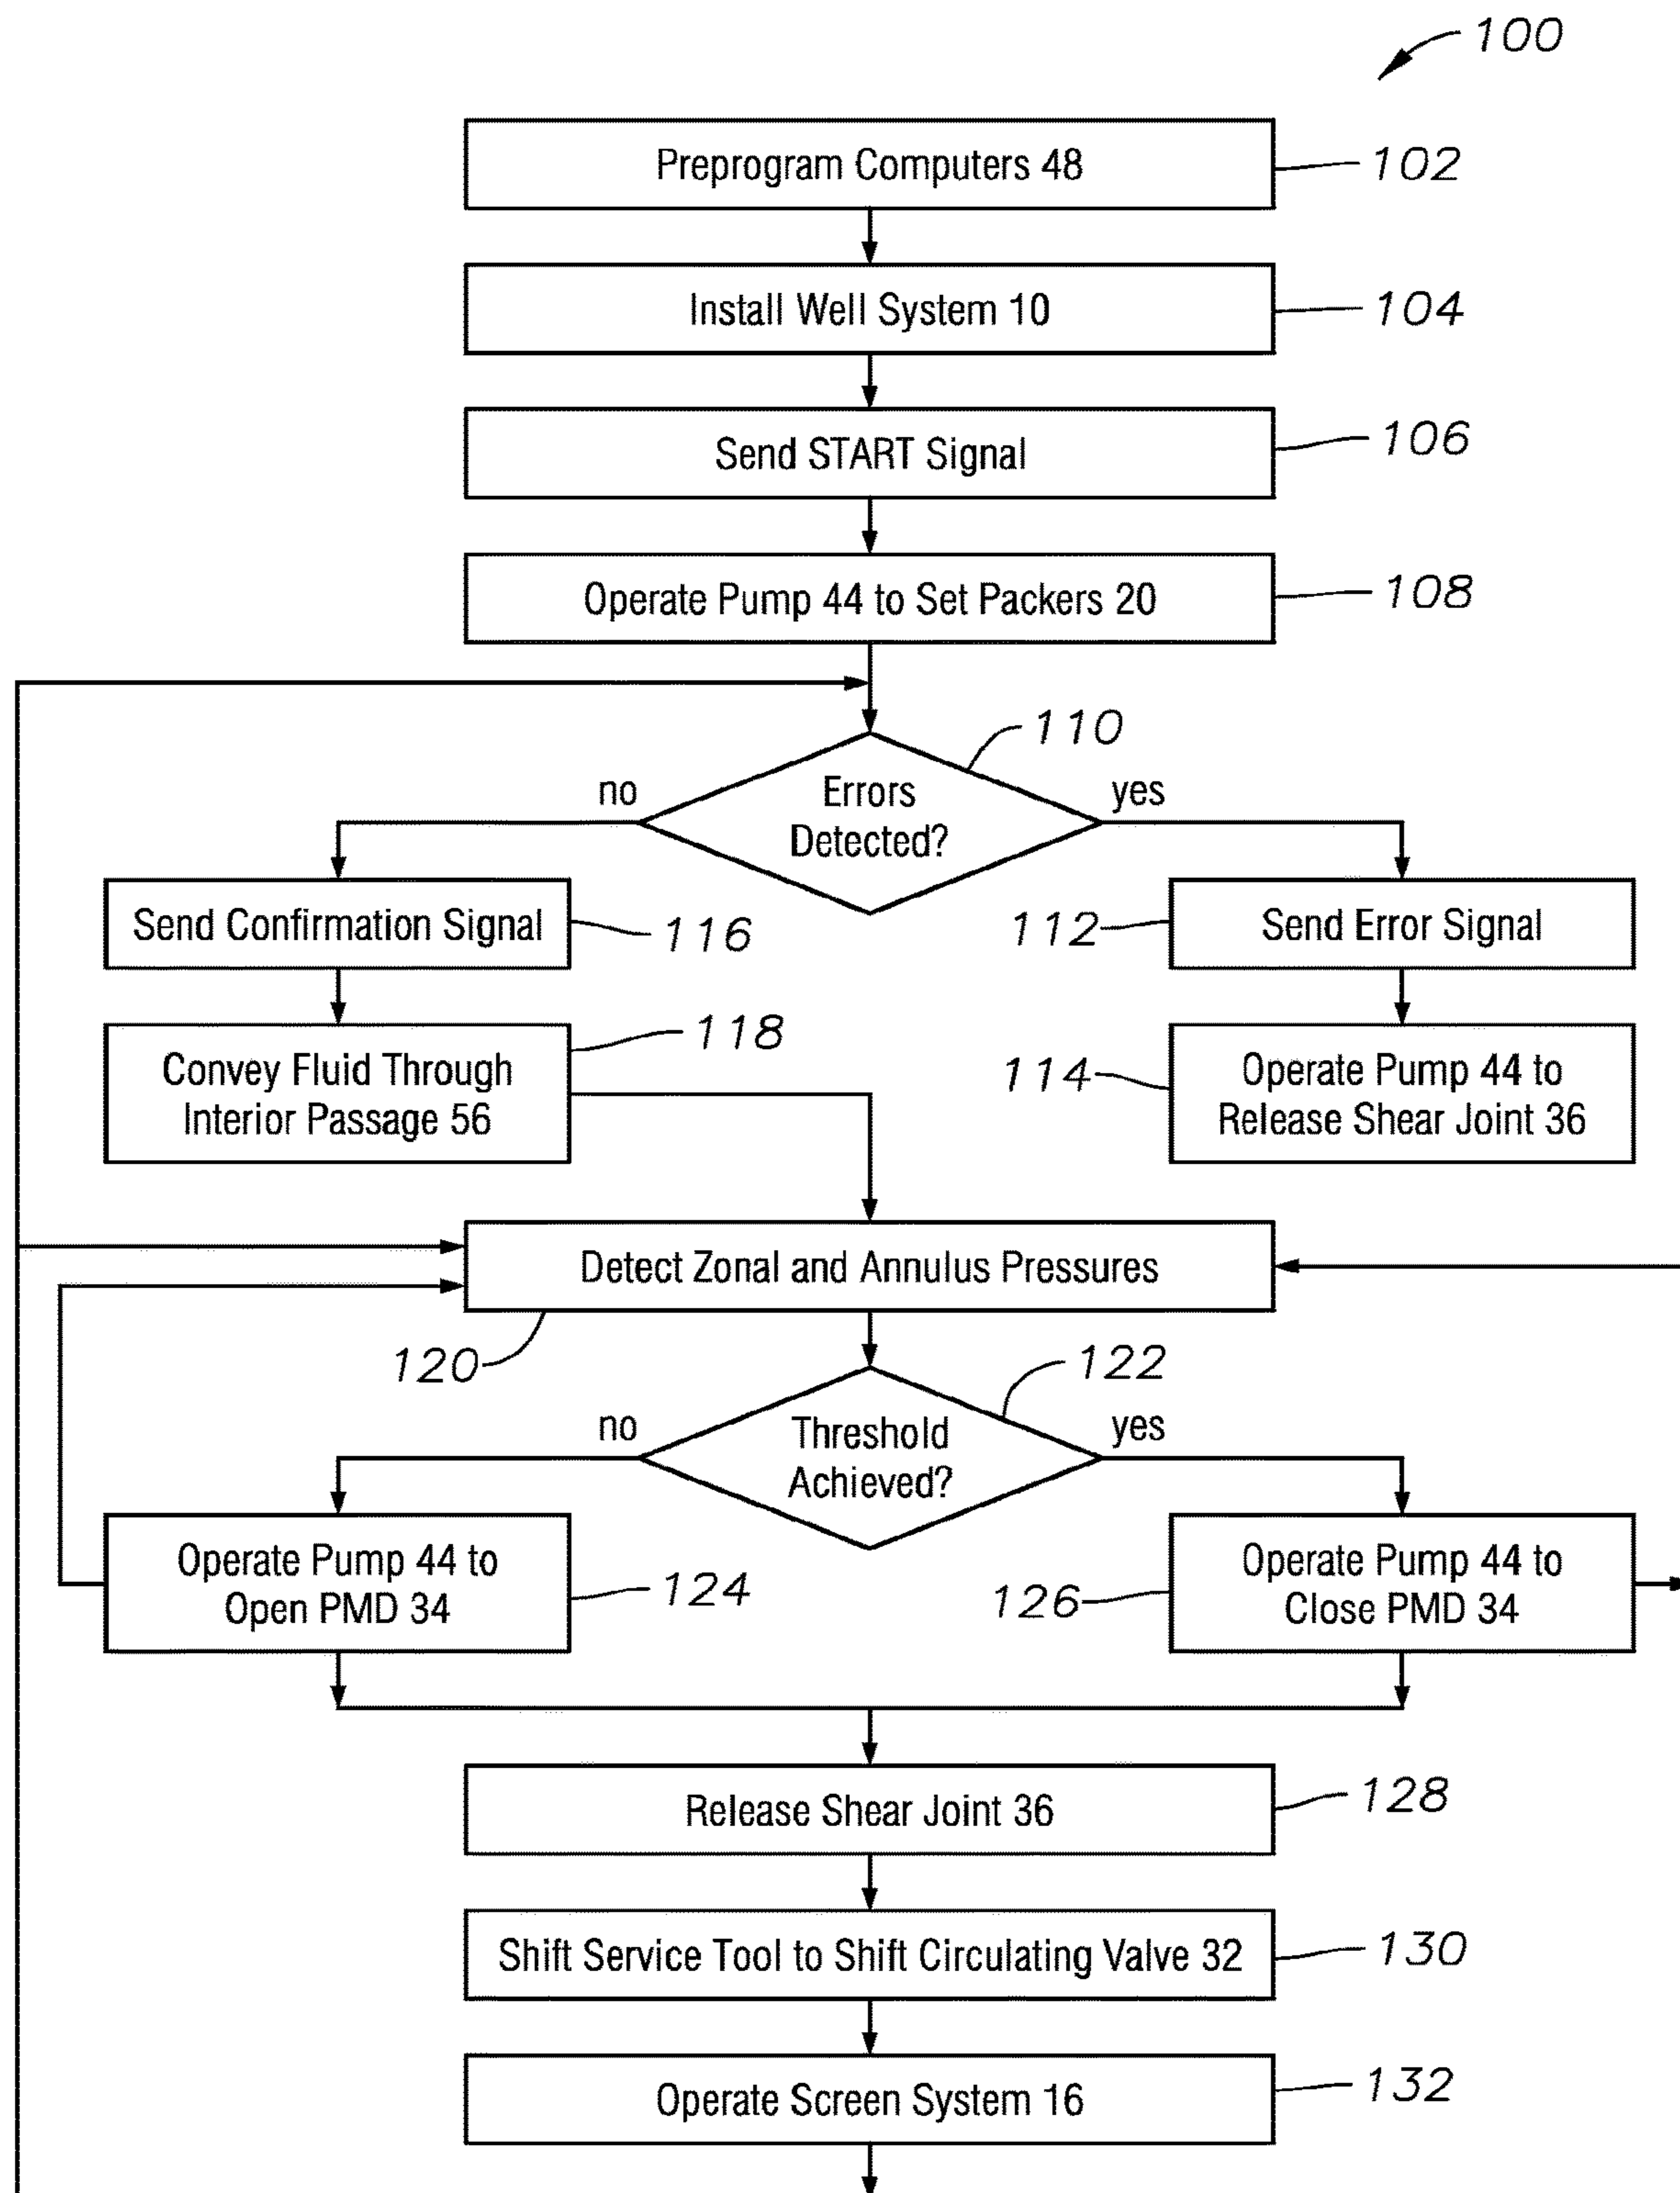 100
Preprogram Computers 48
102
Install Well System 10
104
Send START Signal
106
Operate Pump 44 to Set Packers 20
108
110
no
Errors
Detected?
yes
Send Confirmation Signal
116
112
Send Error Signal
118
Convey Fluid Through
Interior Passage 56
114
Operate Pump 44 to
Release Shear Joint 36
Detect Zonal and Annulus Pressures
120
122
no
Threshold
Achieved?
yes
Operate Pump 44 to
Open PMD 34
124
126
Operate Pump 44 to
Close PMD 34
Release Shear Joint 36
128
Shift Service Tool to Shift Circulating Valve 32
130
Operate Screen System 16
132